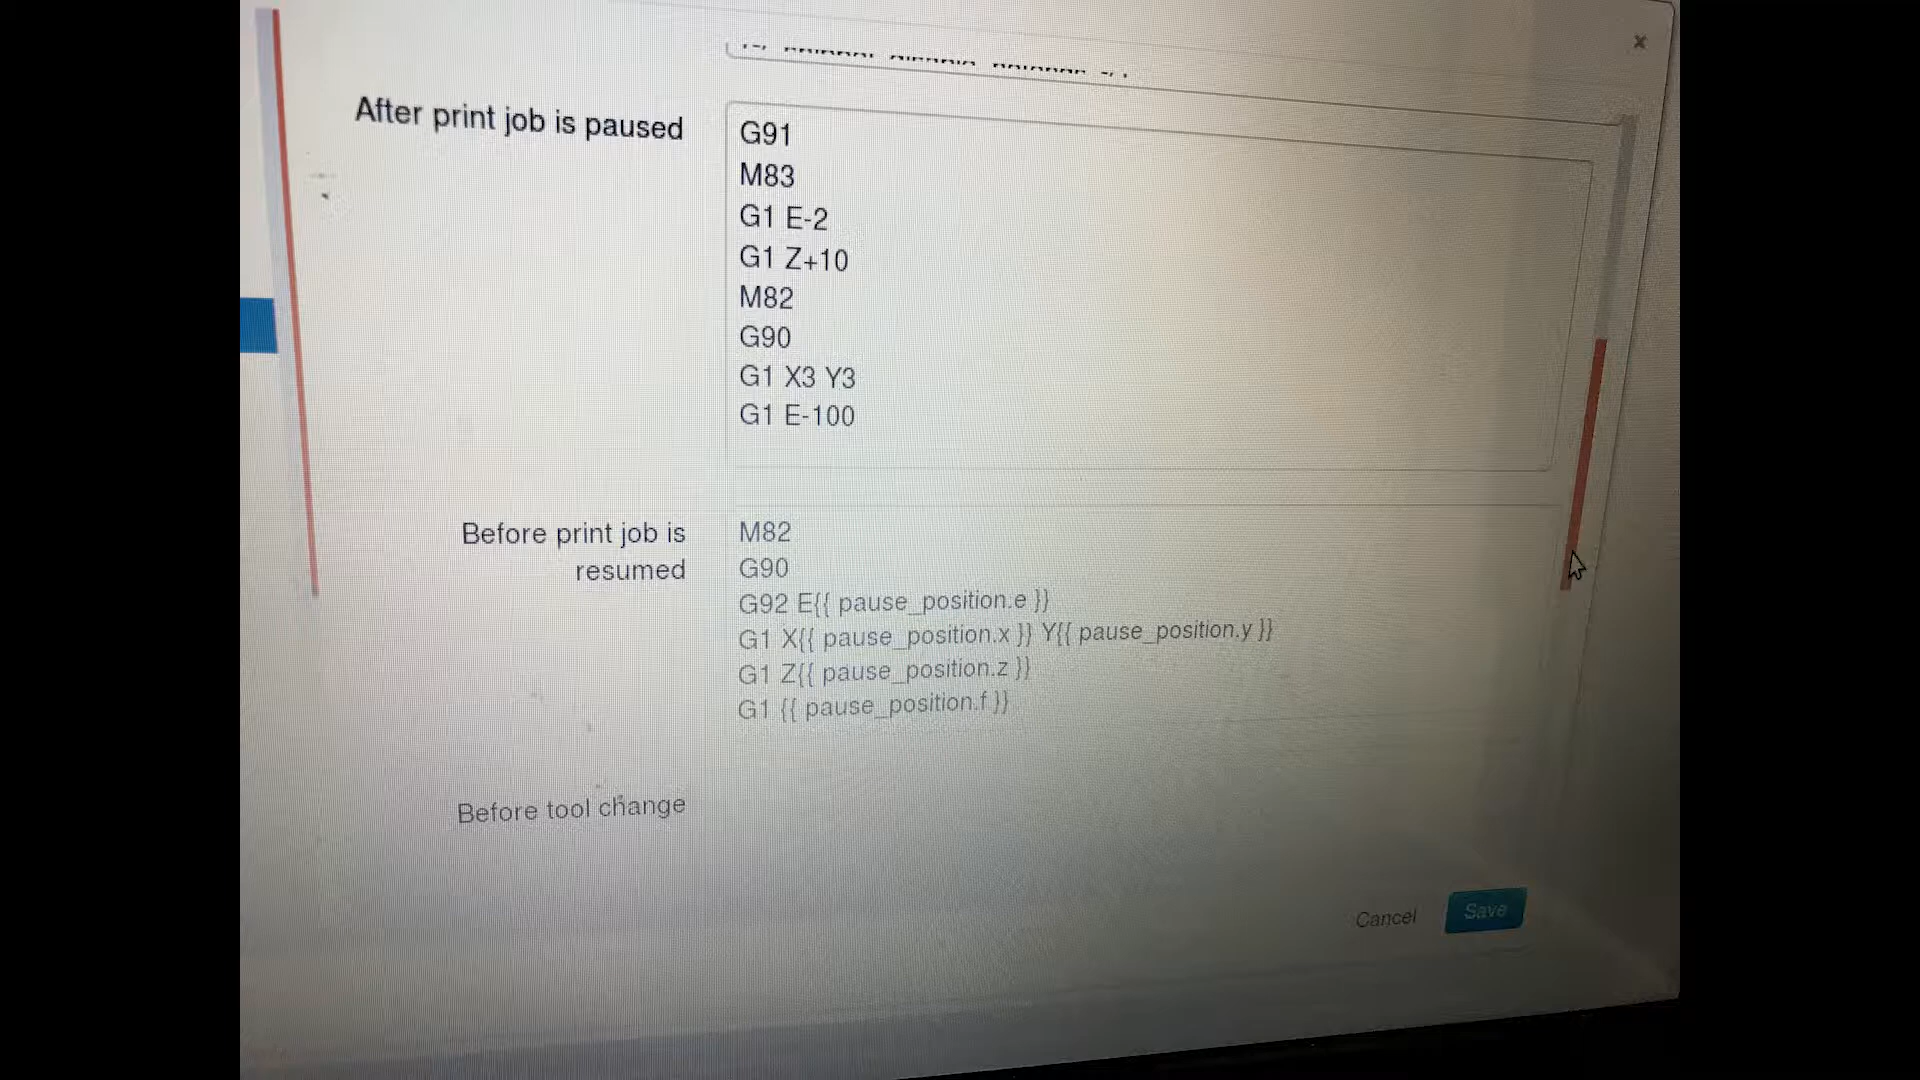 ×
After print job is paused
G91
M83
G1 E-2
G1 Z+10
M82
G90
G1 X3 Y3
G1 E-100
Before print job is
resumed
M82
G90
G92 E{{ pause_position.e }}
G1 X{{ pause_position.x }} Y{{ pause_position.y }}
G1 Z{{ pause_position.z }}
G1 {{ pause_position.f }}
Before tool change
Cancel
Save